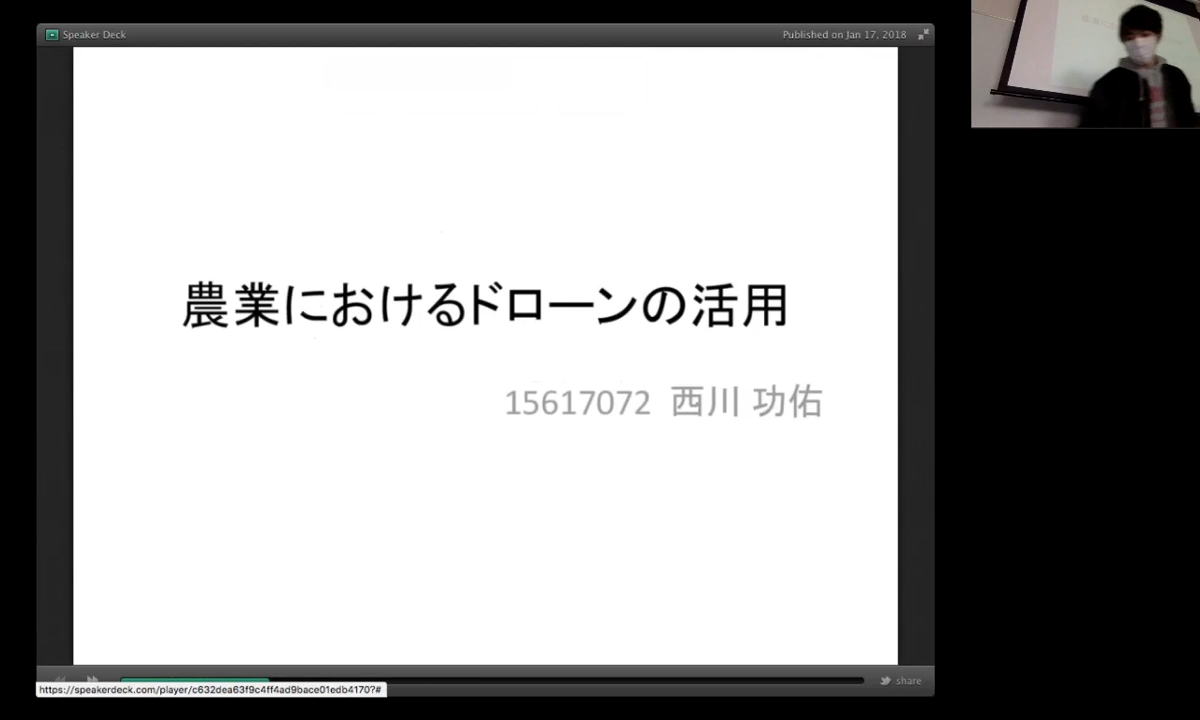 Speaker Deck
Published on Jan 17, 2018
農業におけるドローンの活用
15617072 西川 功佑
share
https://speakerdeck.com/player/c632dea63f9c4ff4ad9bace01edb4170?#